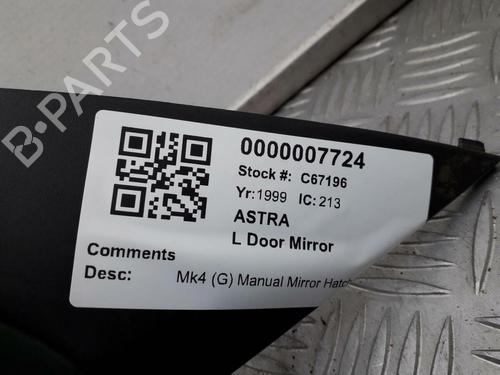 B-PARTS
0000007724
Stock #: C67196
Yr:1999 IC:213
ASTRA
L Door Mirror
Comments
Desc: Mk4 (G) Manual Mirror Hatc